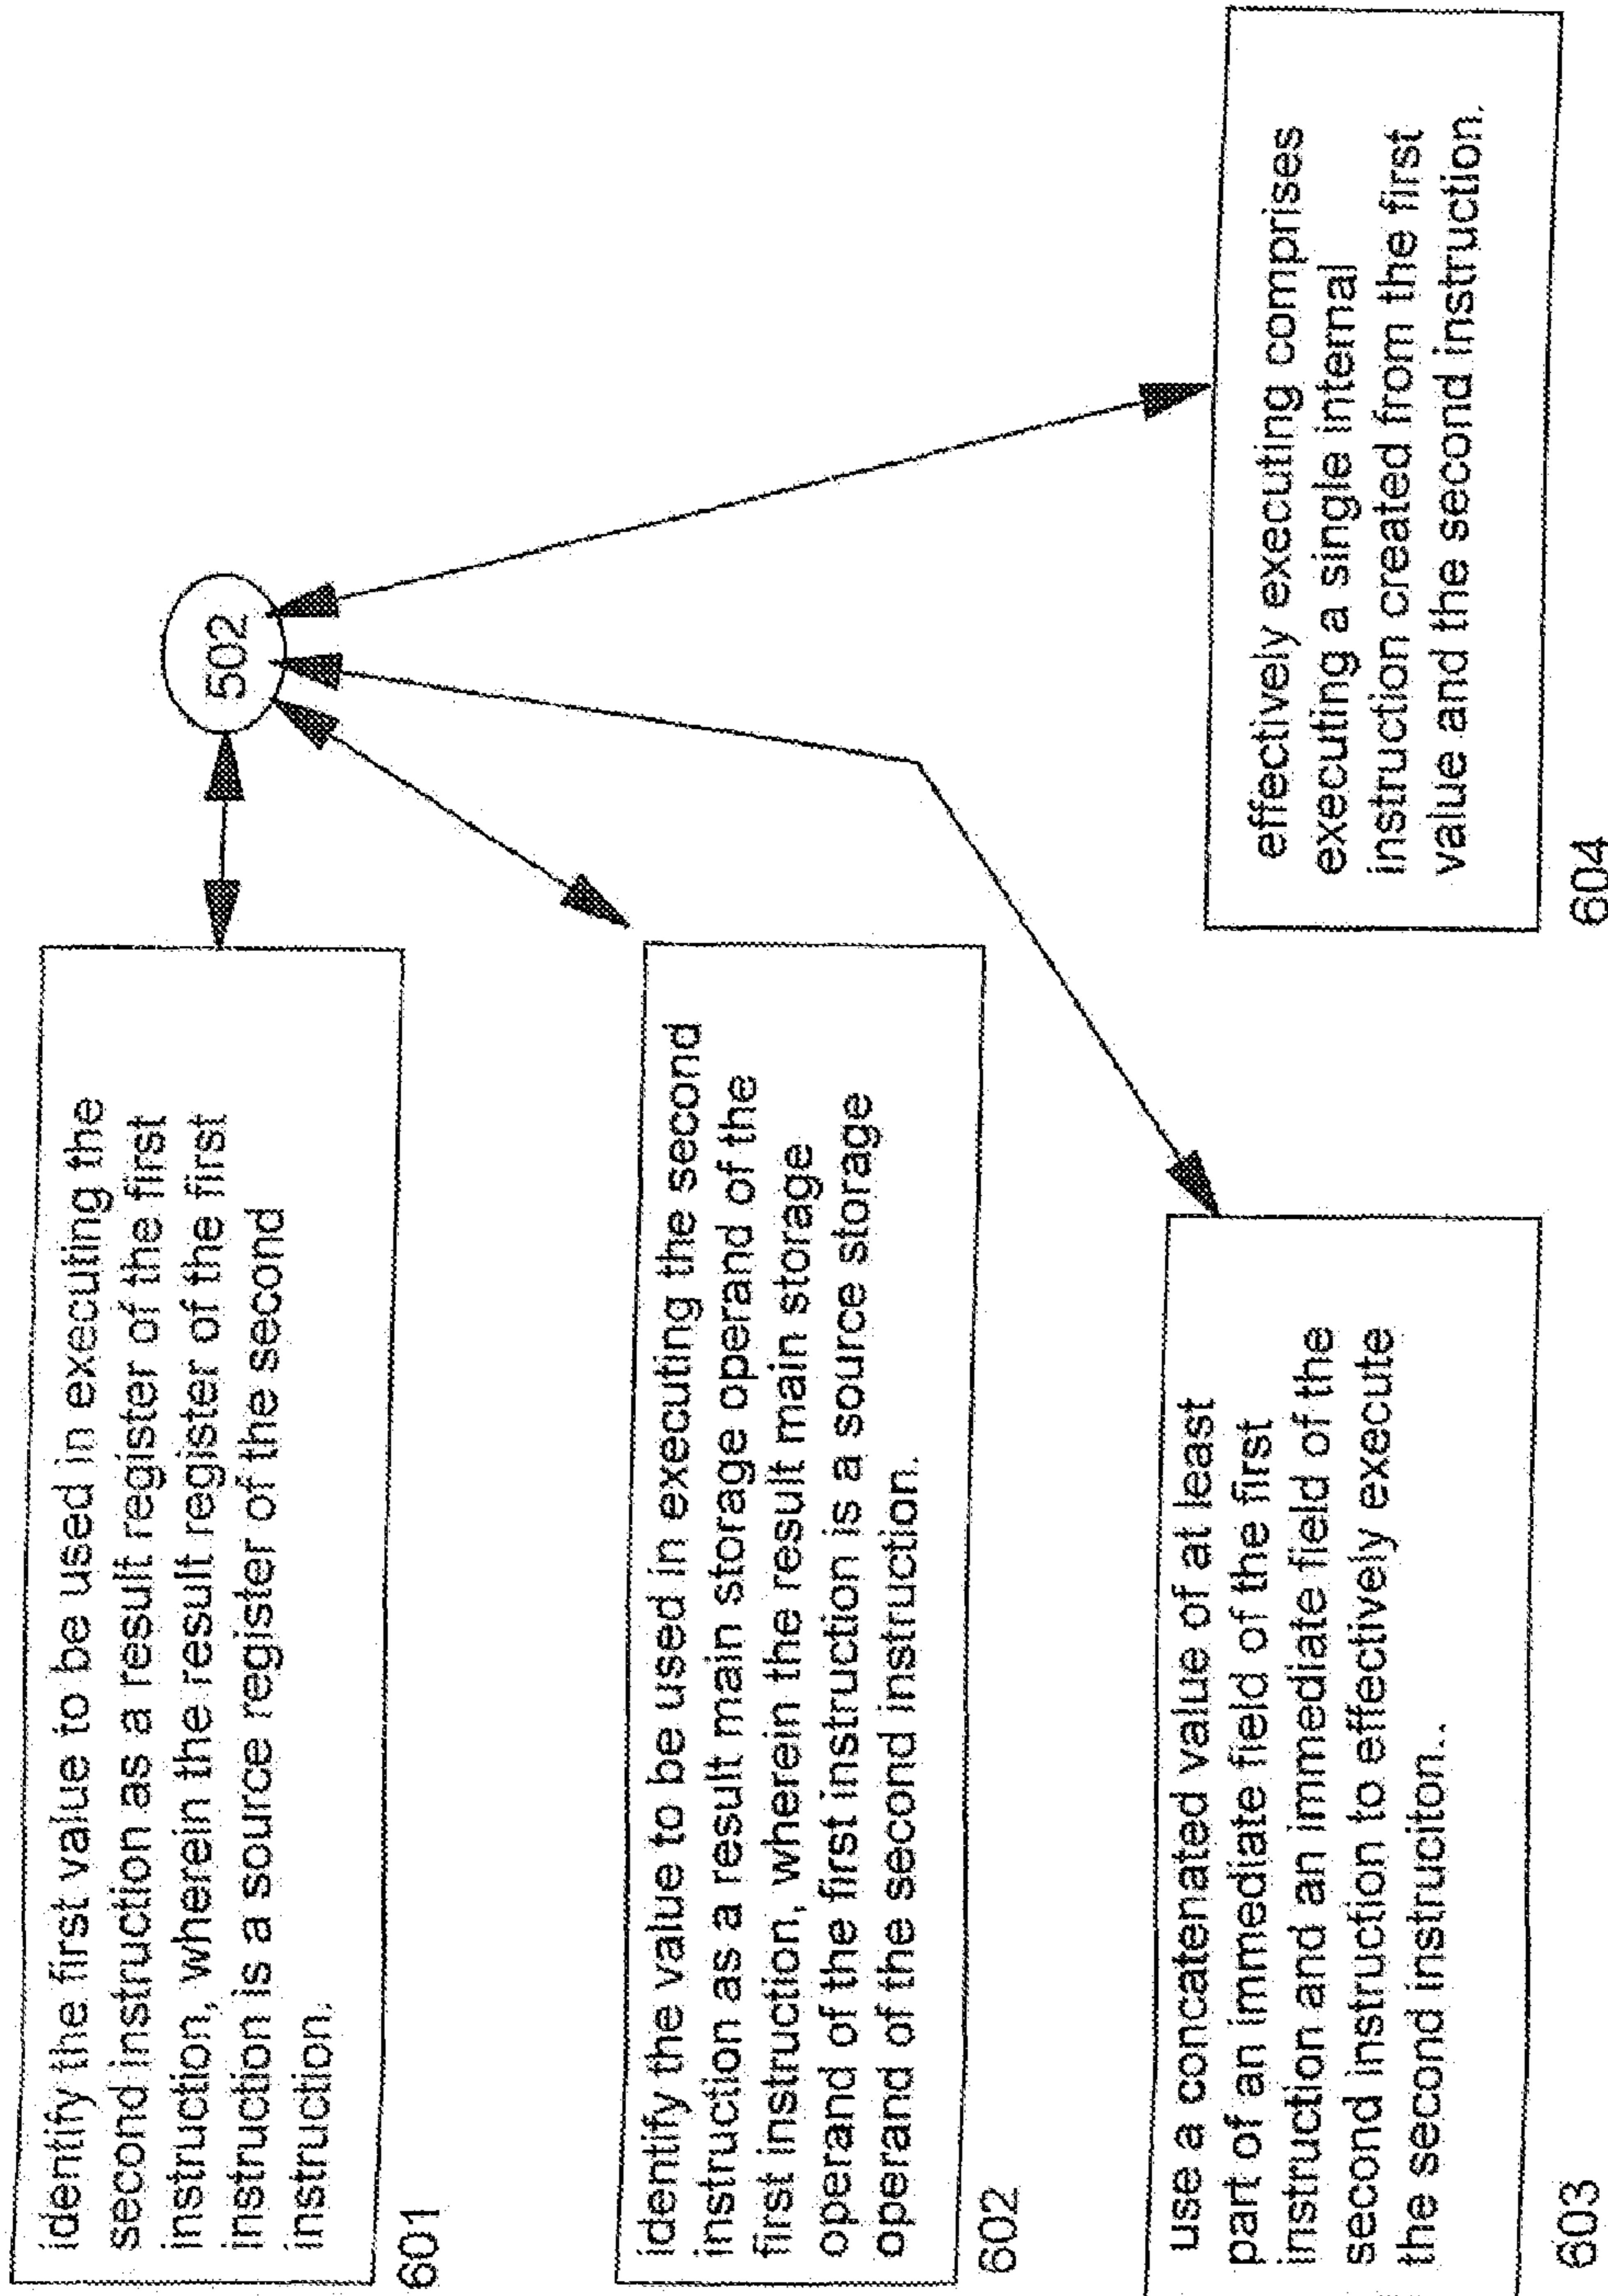 identify the first value to be used in executing the
second instruction as a result register of the first
instruction, wherein the result register of the first
instruction is a source register of the second
instruction.
601
502
identify the value to be used in executing the second
instruction as a result main storage operand of the
first instruction, wherein the result main storage
operand of the first instruction is a source storage
operand of the second instruction.
602
use a concatenated value of at least
part of an immediate field of the first
instruction and an immediate field of the
second instruction to effectively execute
the second instruciton..
603
effectively executing comprises
executing a single internal
instruction created from the first
value and the second instruction.
604